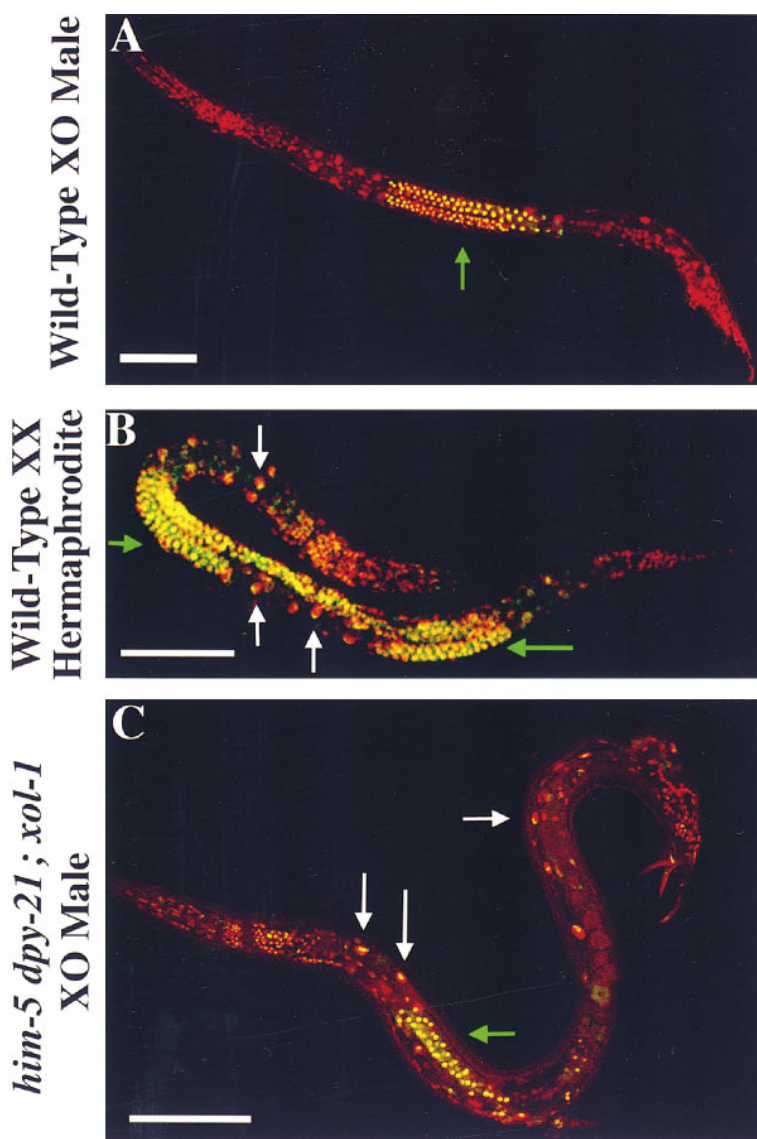 A
Wild-Type XO Male
B
Wild-Type XX
Hermaphrodite
C
him-5 dpy-21 ; xol-1
XO Male